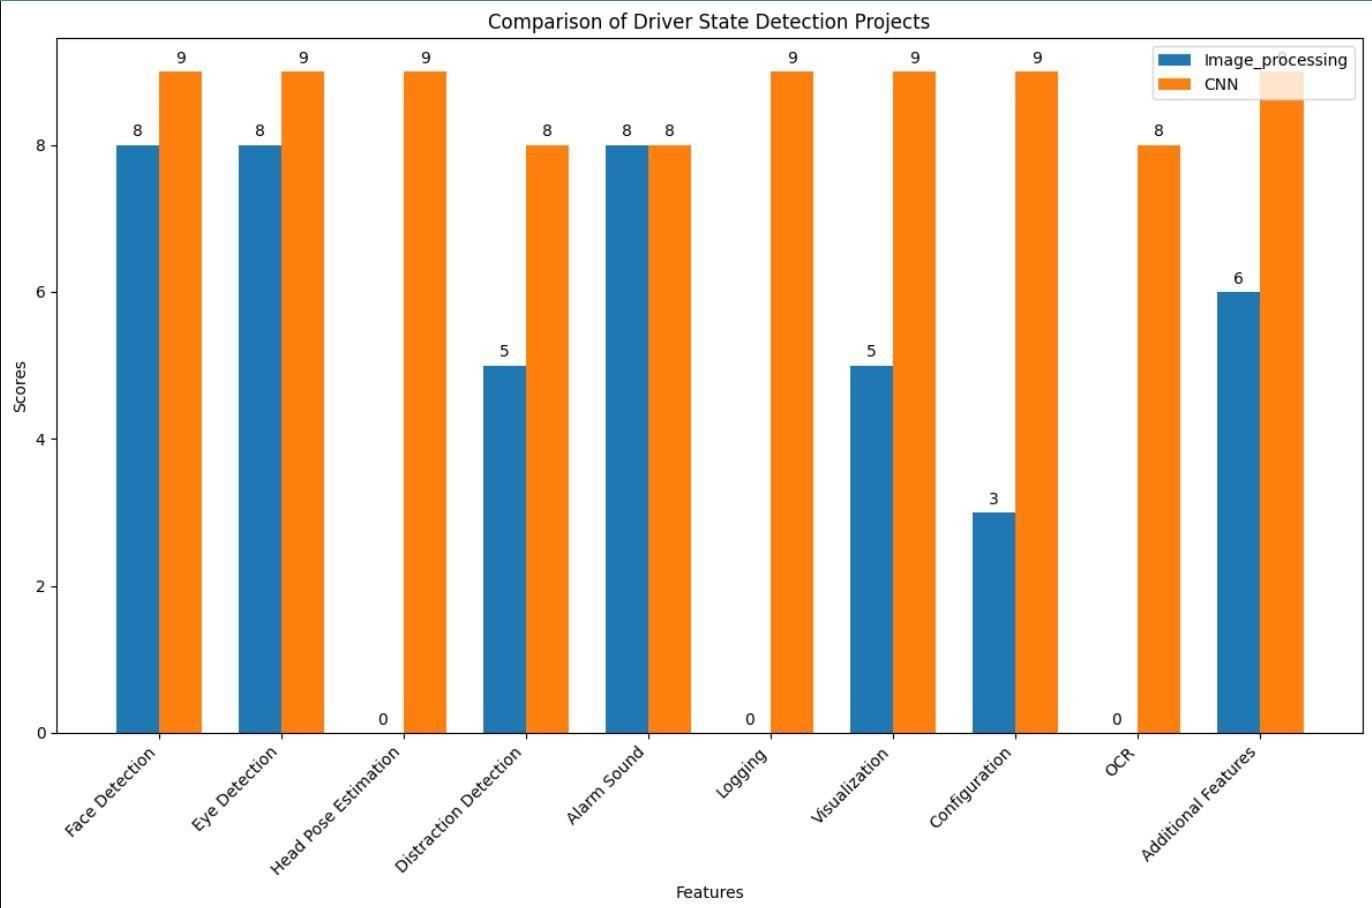 Comparison of Driver State Detection Projects
9 9 9 9 9 9 9
Image_processing
CNN
8 8 8 8 8 8
6
5 5
3
0 0 0
8
6
4
2
0
Scores
Face Detection
Eye Detection
Head Pose Estimation
Distraction Detection
Alarm Sound
Logging
Visualization
Configuration
OCR
Additional Features
Features